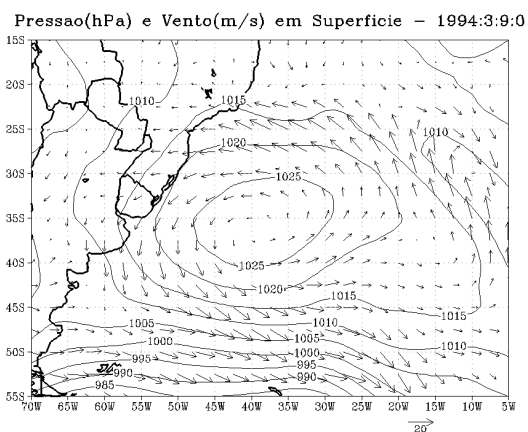 Pressao(hPa) e Vento(m/s) em Superficie - 1994:3:9:0
15S
20S
25S
30S
35S
40S
45S
50S
55S
1010
1015
1010
1020
1025
1025
1020
1015
1015
1005
1010
1000
1005
1010
995
1000
990
995
985
990
70W 65W 60W 55W 50W 45W 40W 35W 30W 25W 20W 15W 10W 5W
20